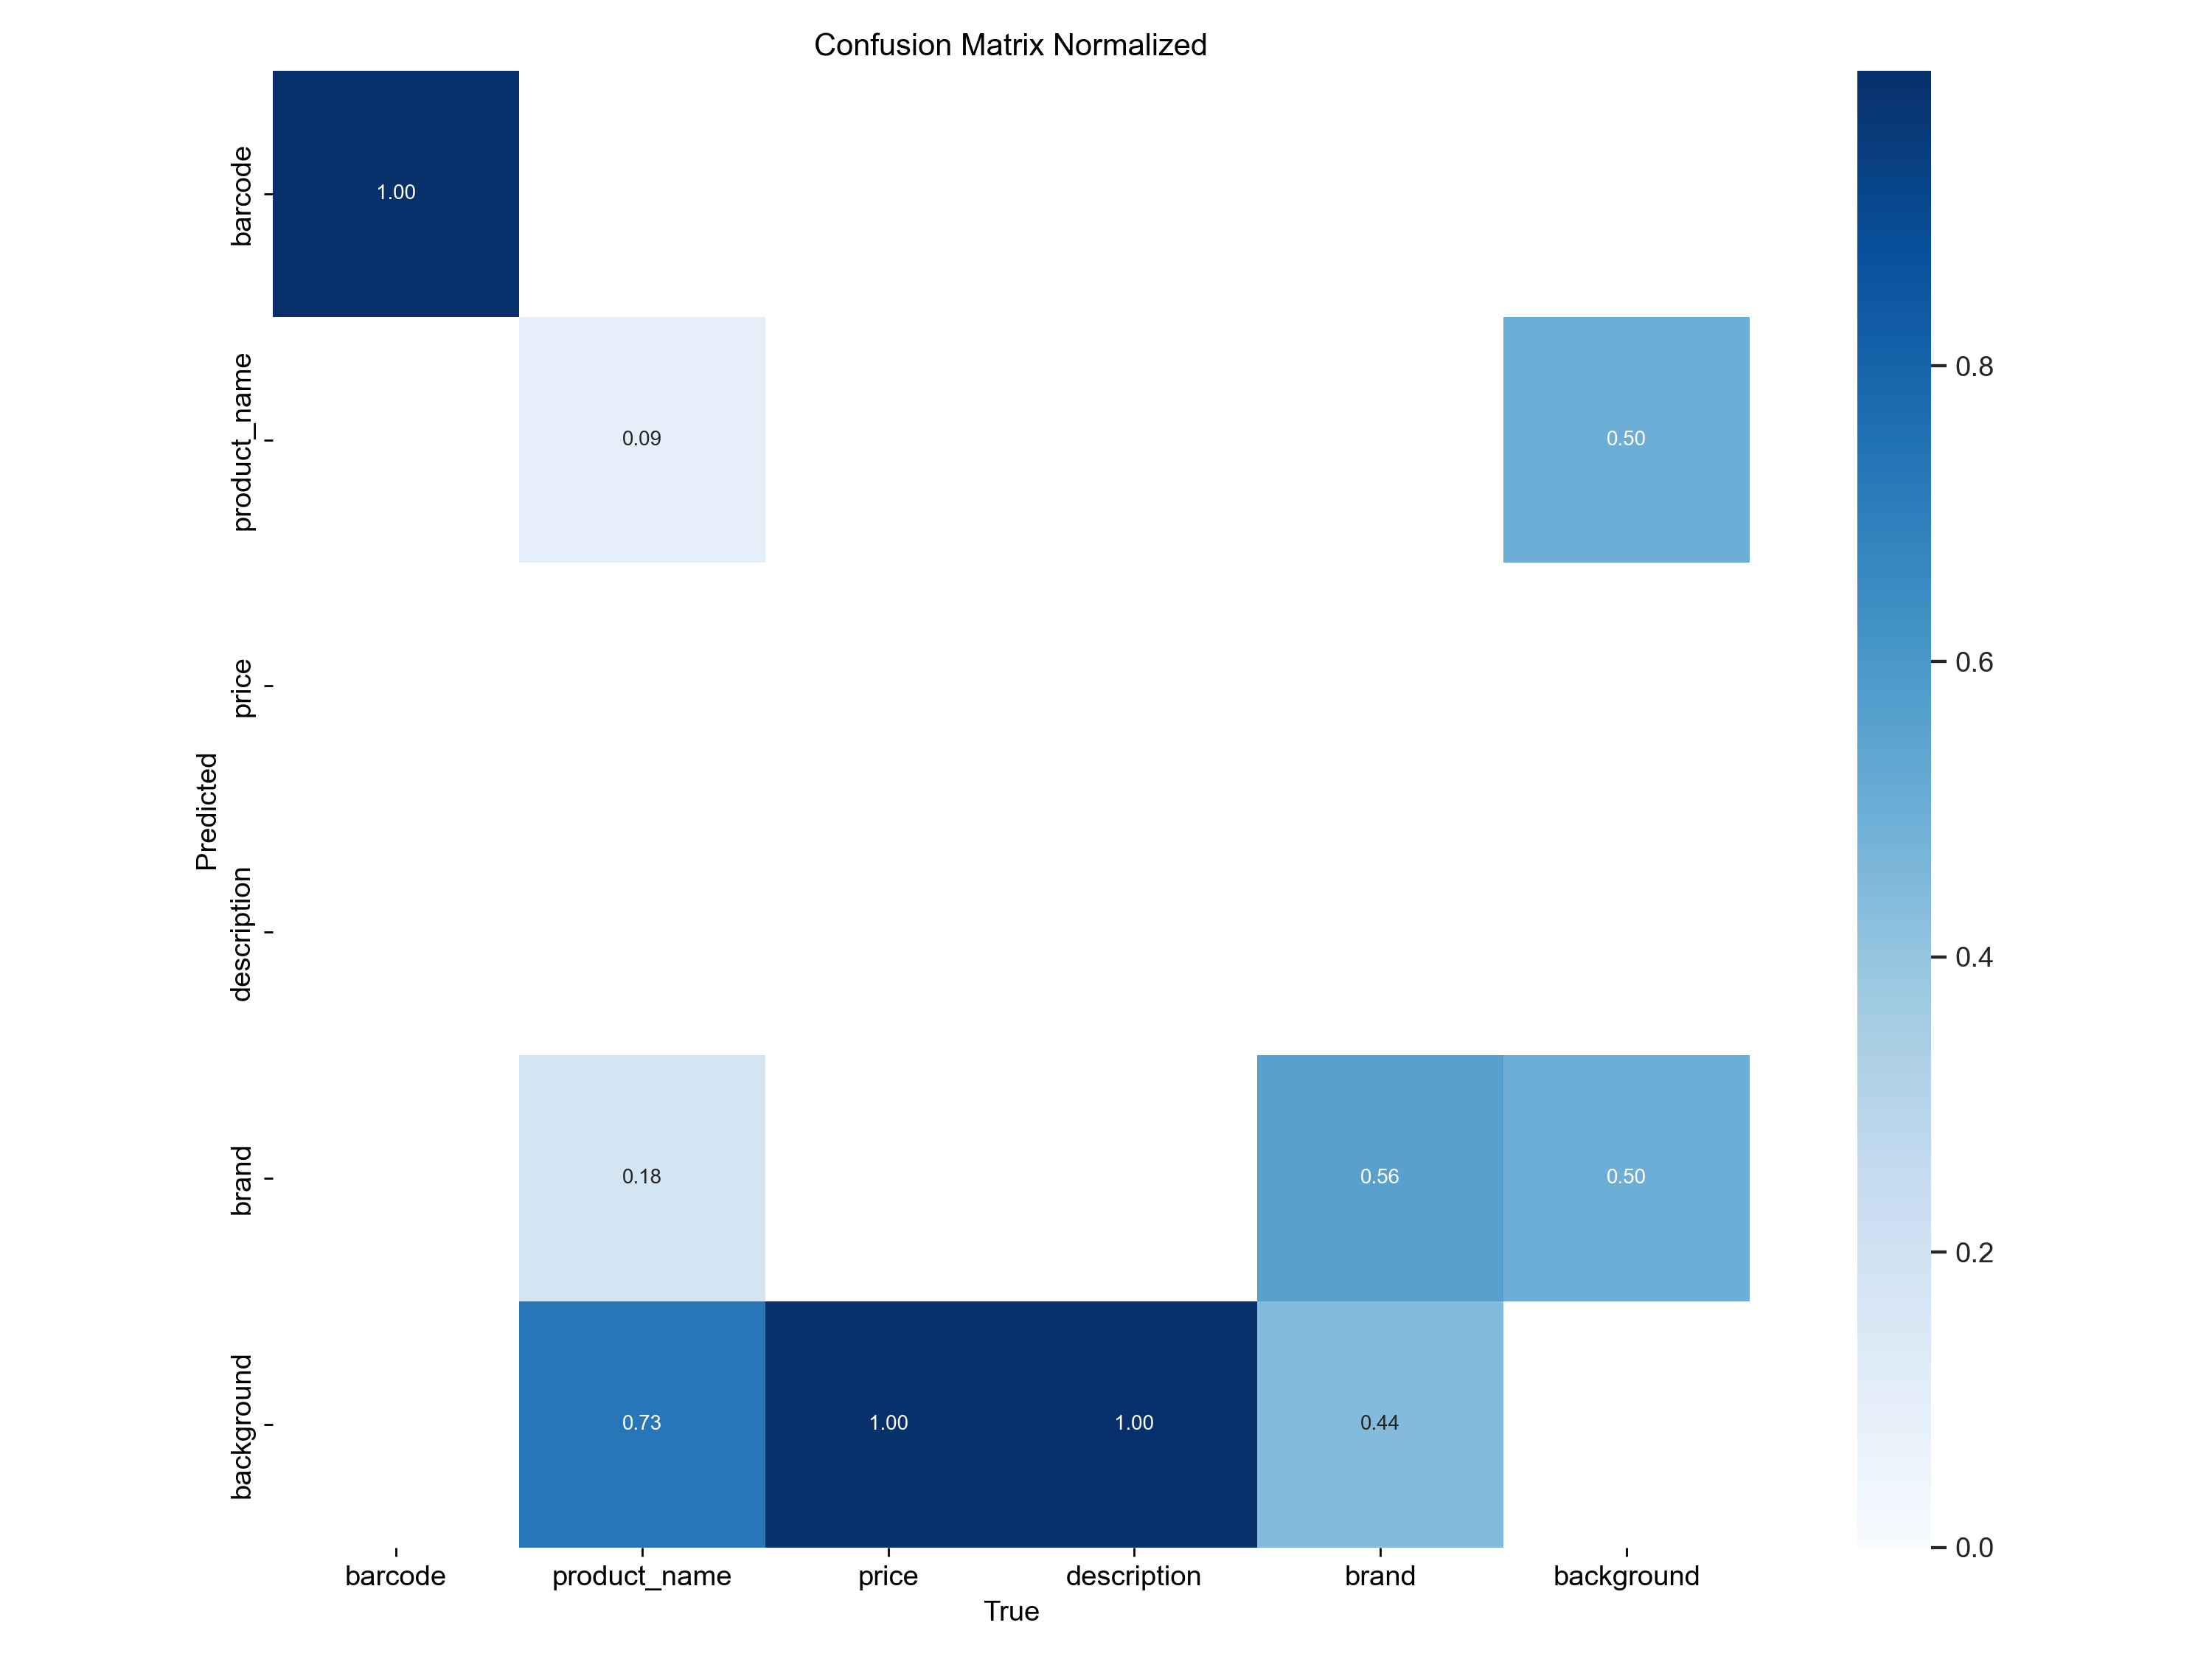 Confusion Matrix Normalized
barcode
1.00
product_name
0.09
0.50
price
description
brand
0.18
0.56
0.50
background
0.73
1.00
1.00
0.44
Predicted
barcode
product_name
price
description
brand
background
True
0.8
0.6
0.4
0.2
0.0